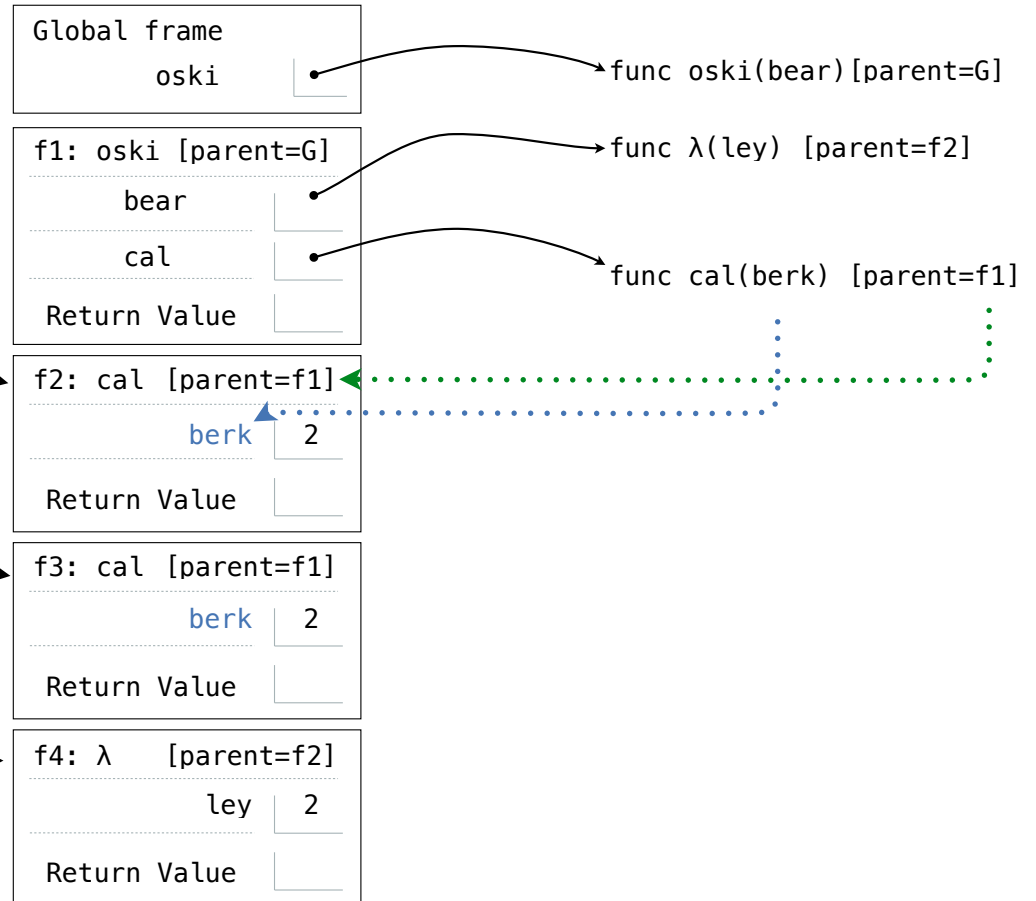 Global frame
oski
func oski(bear)[parent=G]
f1: oski [parent=G]
func λ(ley) [parent=f2]
bear
cal
func cal(berk) [parent=f1]
Return Value
f2: cal [parent=f1]
berk 2
Return Value
f3: cal [parent=f1]
berk 2
Return Value
f4: λ [parent=f2]
ley 2
Return Value